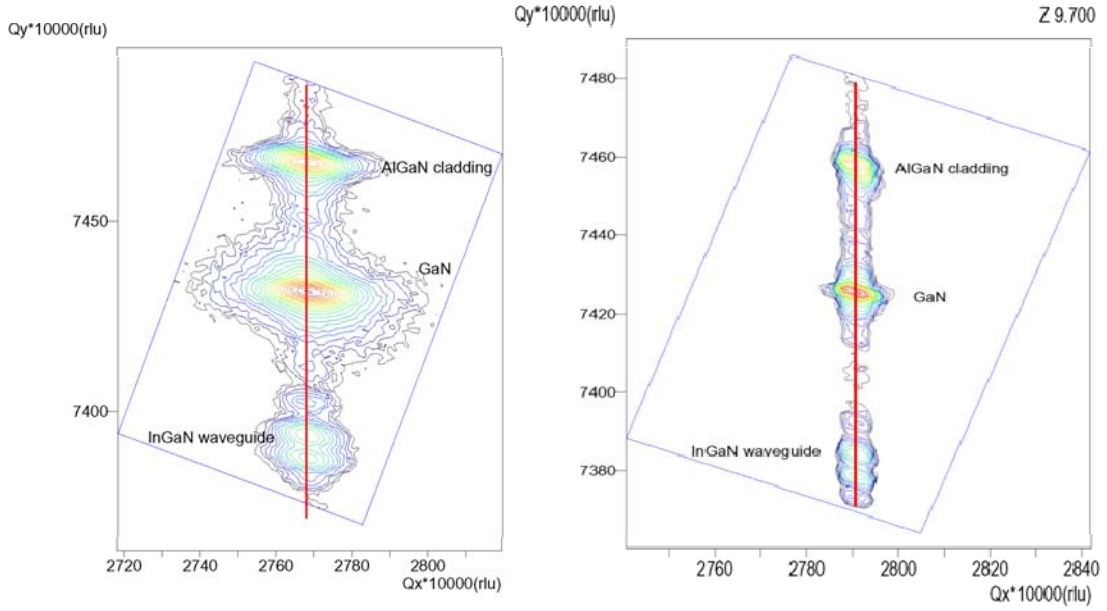 Qy*10000(rlu)
AlGaN cladding
7450
GaN
7400
InGaN waveguide
2720 2740 2760 2780 2800
Qx*10000(rlu)
Qy*10000(rlu)
Z 9.700
7480
7460
AlGaN cladding
7440
7420
GaN
7400
InGaN waveguide
7380
2760 2780 2800 2820 2840
Qx*10000(rlu)